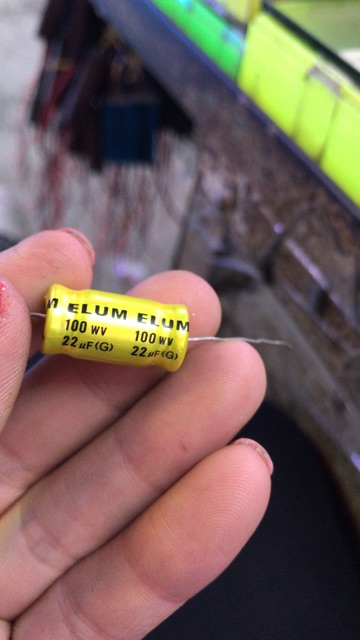 M ELUM ELUM
100 WV 100 WV
22 µF(G) 22 µF(G)